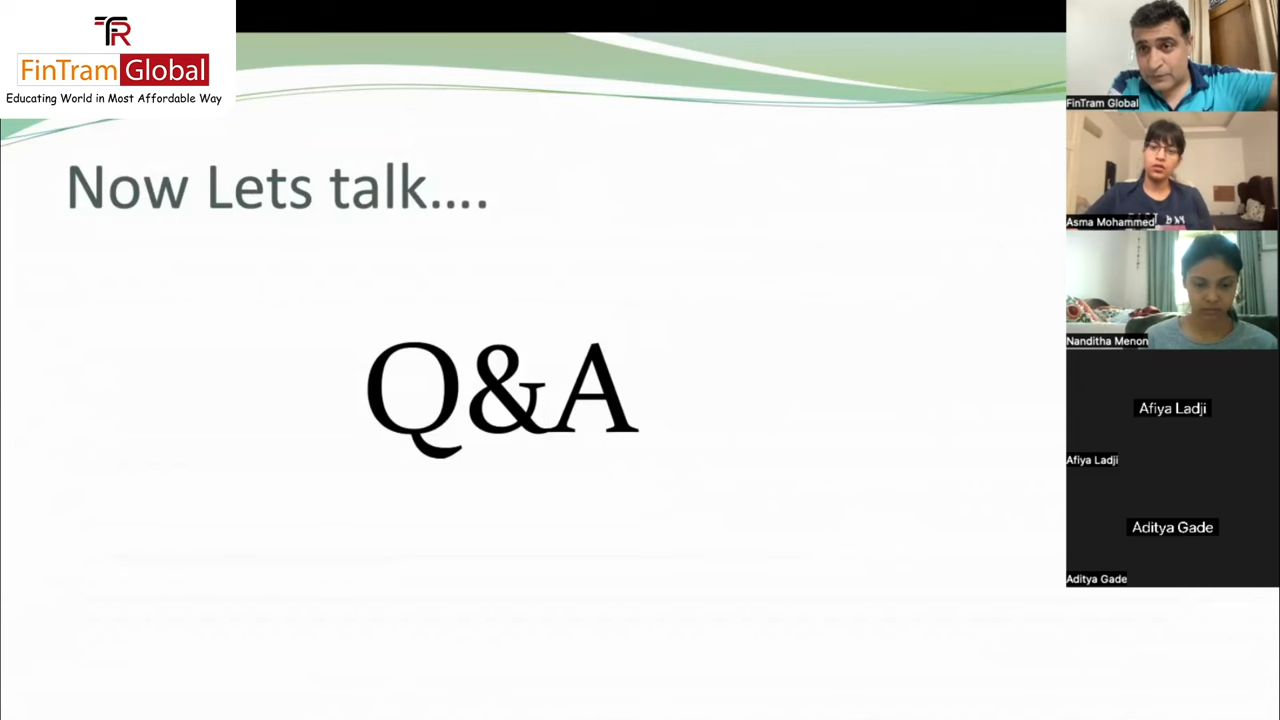 TR
FinTram Global
Educating World in Most Affordable Way
Now Lets talk....
Q&A
FinTram Global
Asma Mohammed
Nanditha Menon
Afiya Ladji
Afiya Ladji
Aditya Gade
Aditya Gade